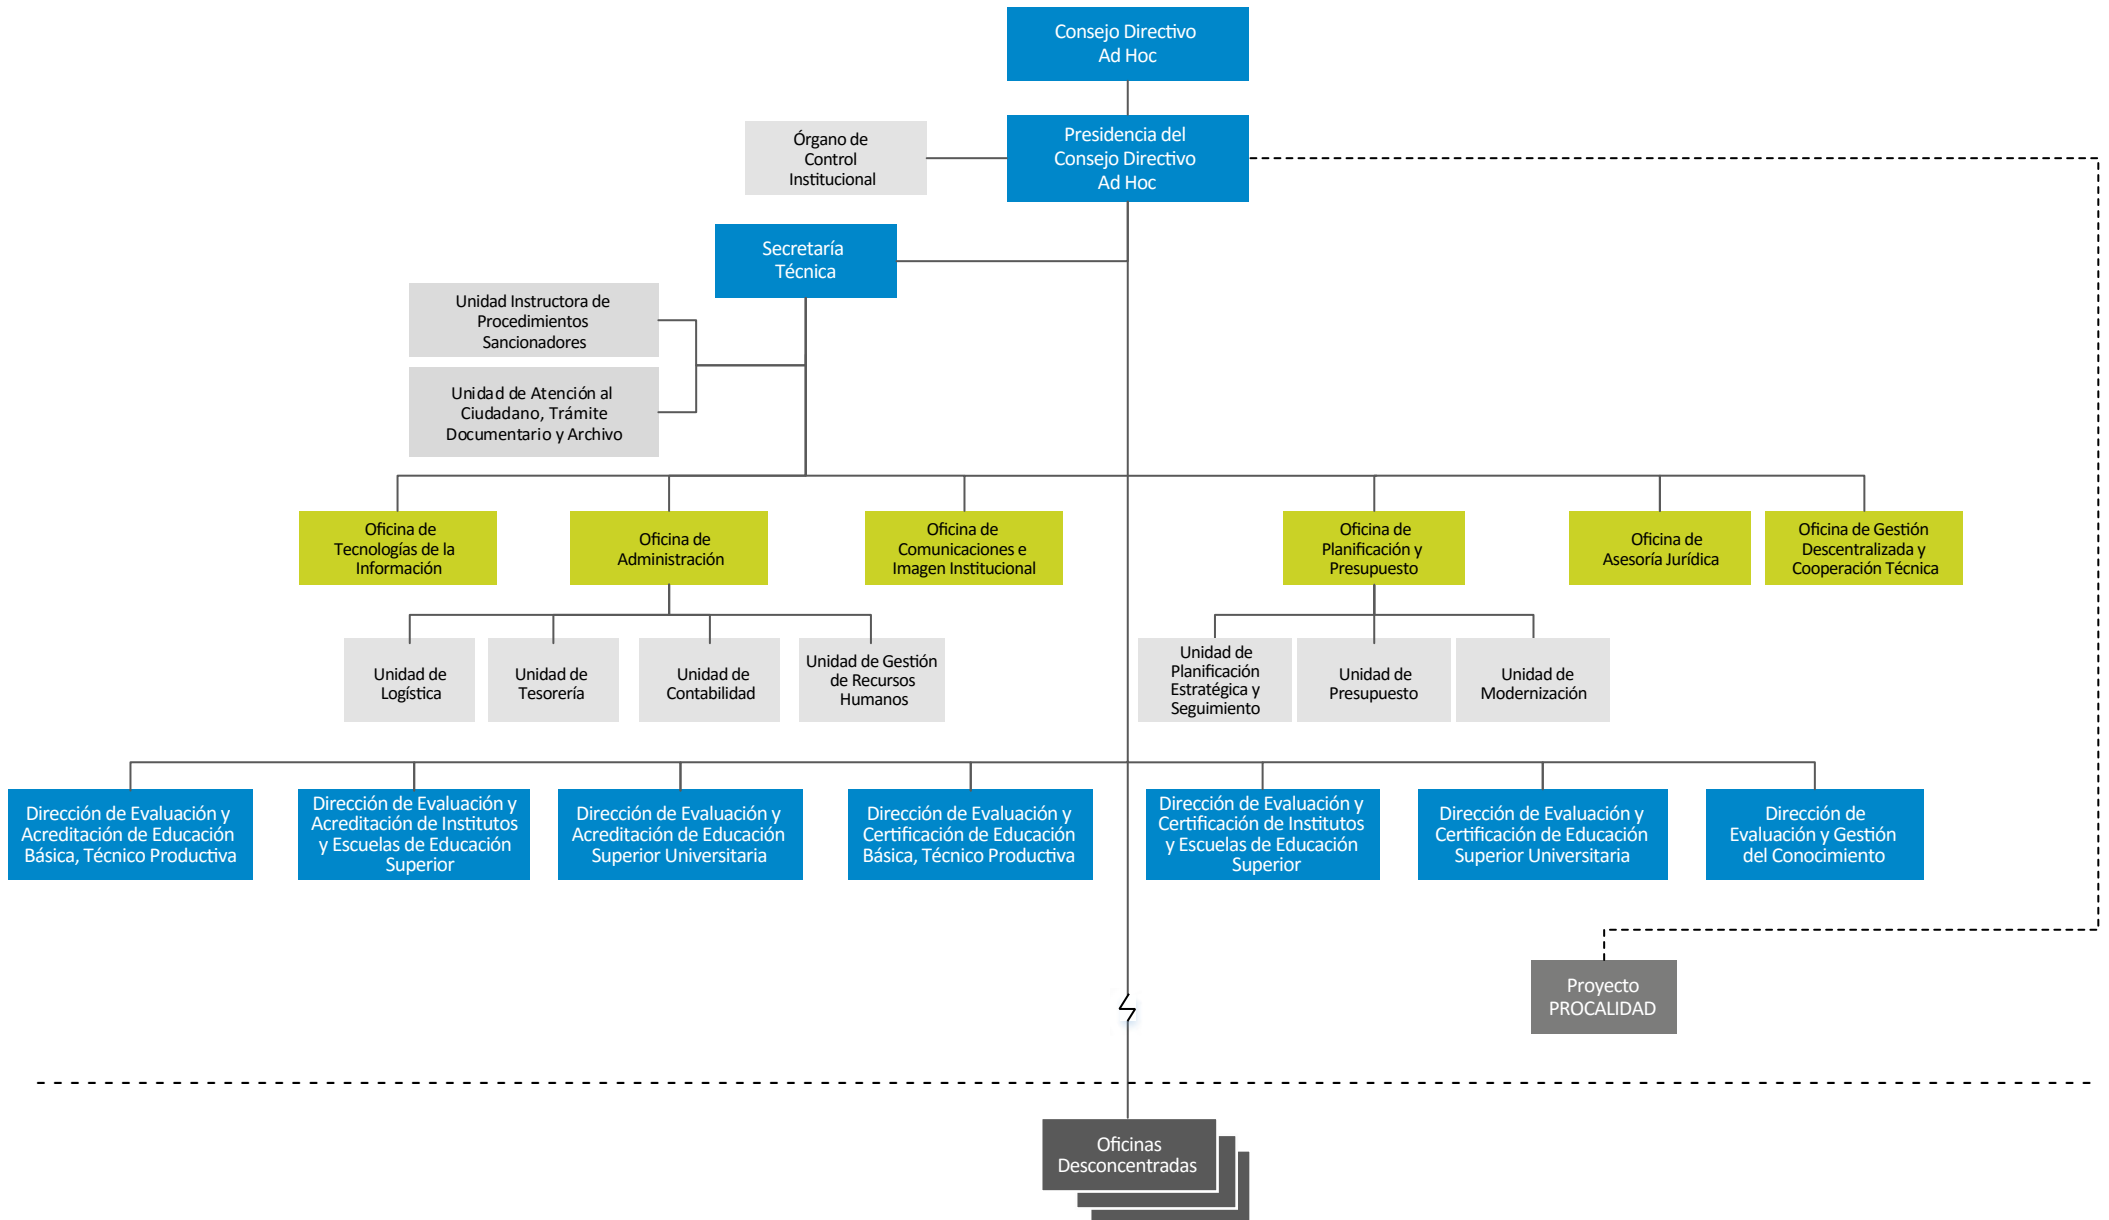 Consejo Directivo
Ad Hoc
Órgano de
Control
Institucional
Presidencia del
Consejo Directivo
Ad Hoc
Secretaría
Técnica
Unidad Instructora de
Procedimientos
Sancionadores
Unidad de Atención al
Ciudadano, Trámite
Documentario y Archivo
Oficina de
Tecnologías de la
Información
Oficina de
Administración
Oficina de
Comunicaciones e
Imagen Institucional
Oficina de
Planificación y
Presupuesto
Oficina de
Asesoría Jurídica
Oficina de Gestión
Descentralizada y
Cooperación Técnica
Unidad de
Logística
Unidad de
Tesorería
Unidad de
Contabilidad
Unidad de Gestión
de Recursos
Humanos
Unidad de
Planificación
Estratégica y
Seguimiento
Unidad de
Presupuesto
Unidad de
Modernización
Dirección de Evaluación y
Acreditación de Educación
Básica, Técnico Productiva
Dirección de Evaluación y
Acreditación de Institutos
y Escuelas de Educación
Superior
Dirección de Evaluación y
Acreditación de Educación
Superior Universitaria
Dirección de Evaluación y
Certificación de Educación
Básica, Técnico Productiva
Dirección de Evaluación y
Certificación de Institutos
y Escuelas de Educación
Superior
Dirección de Evaluación y
Certificación de Educación
Superior Universitaria
Dirección de
Evaluación y Gestión
del Conocimiento
Proyecto
PROCALIDAD
Oficinas
Desconcentradas